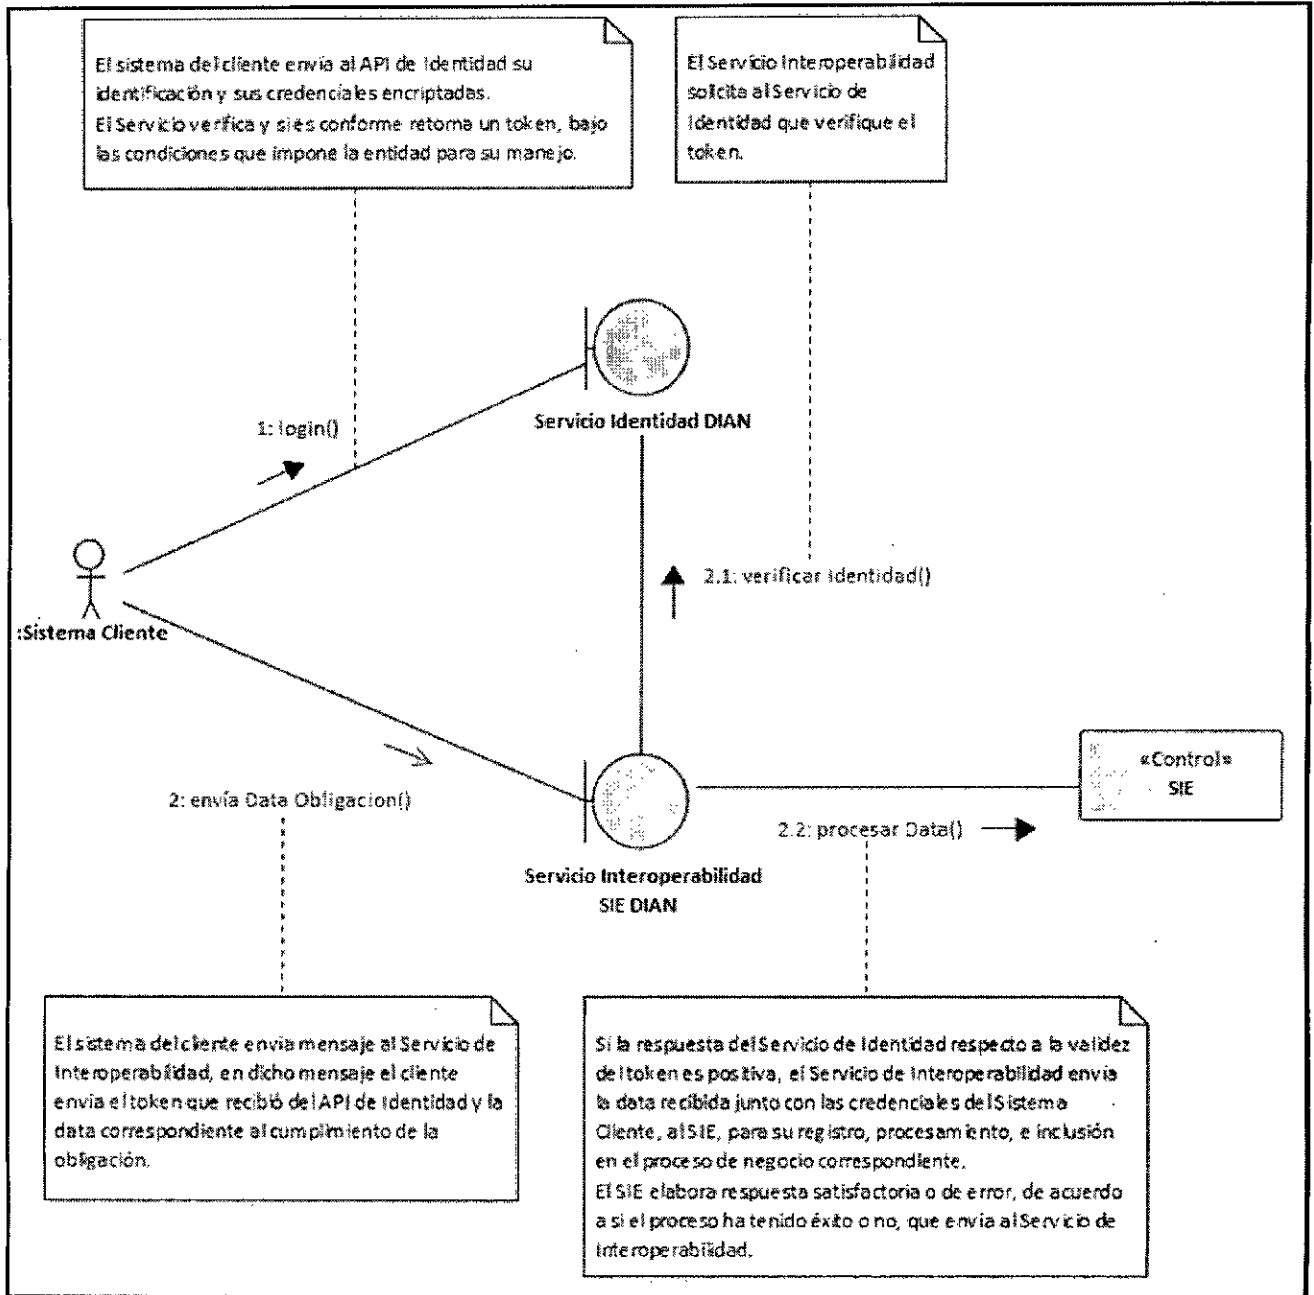 El sistema del cliente envía al API de Identidad su
identificación y sus credenciales encriptadas.
El Servicio verifica y si es conforme retorna un token, bajo
las condiciones que impone la entidad para su manejo.
El Servicio Interoperabilidad
solicita al Servicio de
Identidad que verifique el
token.
1: login()
Servicio Identidad DIAN
2.1: verificar Identidad()
:Sistema Cliente
2: envía Data Obligacion()
«Control»
SIE
2.2: procesar Data()
Servicio Interoperabilidad
SIE DIAN
El sistema del cliente envia mensaje al Servicio de
Interoperabilidad, en dicho mensaje el cliente
envia el token que recibió del API de Identidad y la
data correspondiente al cumplimiento de la
obligación.
Si la respuesta del Servicio de Identidad respecto a la validez
del token es positiva, el Servicio de Interoperabilidad envia
la data recibida junto con las credenciales del Sistema
Cliente, al SIE, para su registro, procesamiento, e inclusión
en el proceso de negocio correspondiente.
El SIE elabora respuesta satisfactoria o de error, de acuerdo
a si el proceso ha tenido éxito o no, que envia al Servicio de
Interoperabilidad.